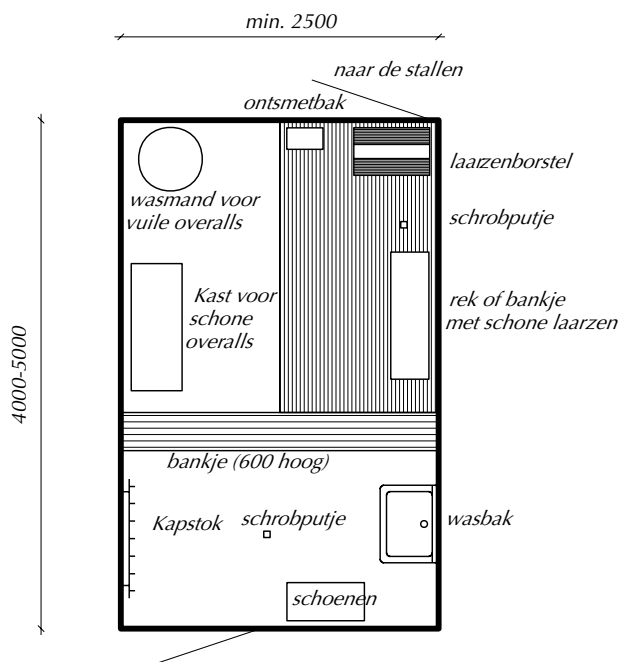 min. 2500
naar de stallen
ontsmetbak
laarzenborstel
wasmand voor
vuile overalls
schrobputje
Kast voor
schone
overalls
rek of bankje
met schone laarzen
4000-5000
bankje (600 hoog)
Kapstok
schrobputje
wasbak
schoenen